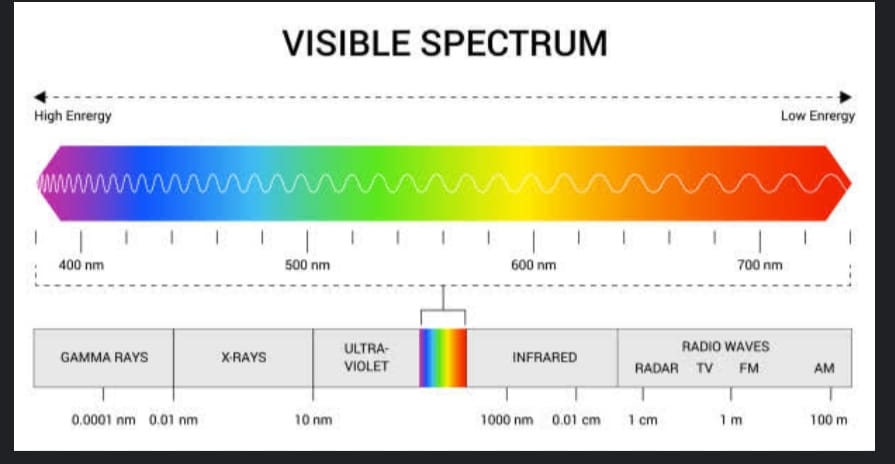 VISIBLE SPECTRUM
High Enrergy Low Enrergy
400 nm 500 nm 600 nm 700 nm
GAMMA RAYS X-RAYS ULTRA-
VIOLET INFRARED RADIO WAVES
RADAR TV FM AM
0.0001 nm 0.01 nm 10 nm 1000 nm 0.01 cm 1 cm 1 m 100 m